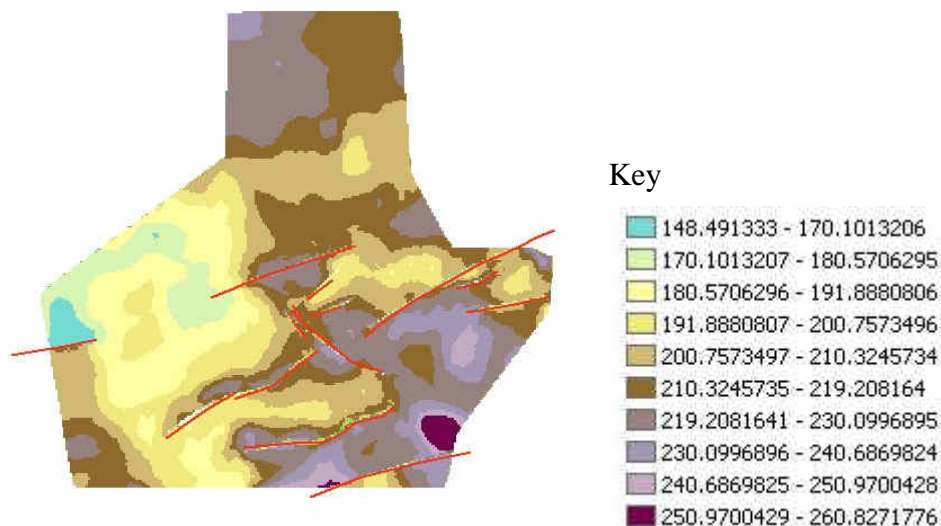 Key
148.491333 - 170.1013206
170.1013207 - 180.5706295
180.5706296 - 191.8880806
191.8880807 - 200.7573496
200.7573497 - 210.3245734
210.3245735 - 219.208164
219.2081641 - 230.0996895
230.0996896 - 240.6869824
240.6869825 - 250.9700428
250.9700429 - 260.8271776